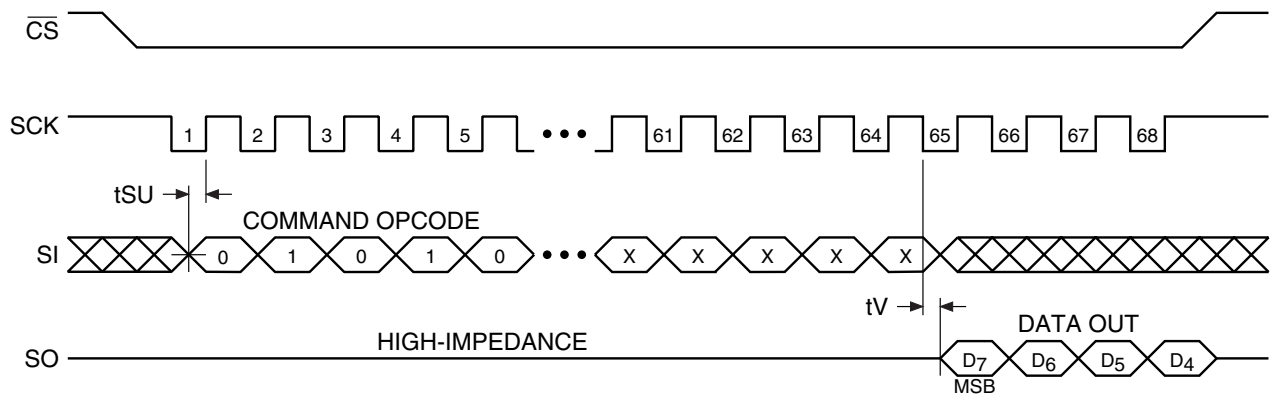 CS
SCK 1 2 3 4 5 ••• 61 62 63 64 65 66 67 68
tSU
COMMAND OPCODE
SI 0 1 0 1 0 ••• X X X X X
tV
HIGH-IMPEDANCE DATA OUT
SO D7 D6 D5 D4
MSB